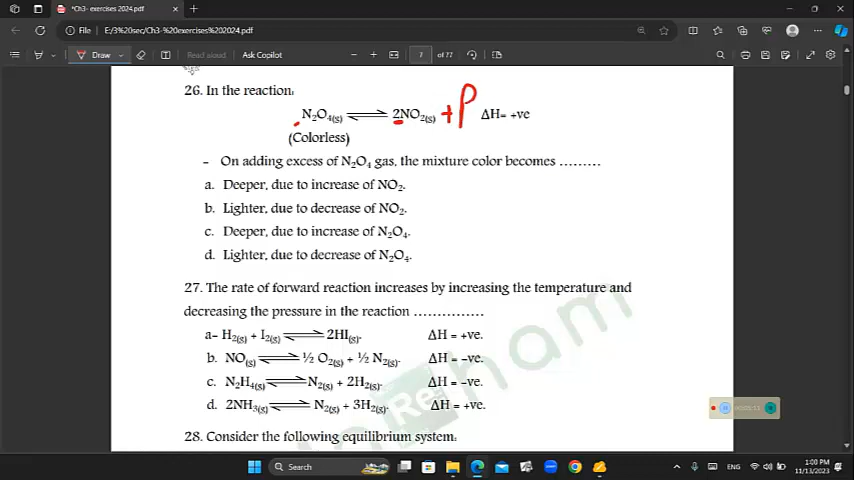 *Ch3- exercises 2024.pdf
File | E:/3 sec/Ch3-%20exercises%202024.pdf
Draw Read aloud Ask Copilot 7 of 77
26. In the reaction:
N2O4(s) ⇌ 2NO2(s) + P ΔH= +ve
(Colorless)
- On adding excess of N2O4 gas, the mixture color becomes .........
a. Deeper, due to increase of NO2.
b. Lighter, due to decrease of NO2.
c. Deeper, due to increase of N2O4.
d. Lighter, due to decrease of N2O4.
27. The rate of forward reaction increases by increasing the temperature and
decreasing the pressure in the reaction ...............
a- H2(s) + I2(s) ⇌ 2HI(s). ΔH = +ve.
b. NO(s) ⇌ ½ O2(s) + ½ N2(s). ΔH = -ve.
c. N2H4(s) ⇌ N2(s) + 2H2(s). ΔH = -ve.
d. 2NH3(s) ⇌ N2(s) + 3H2(s). ΔH = +ve.
28. Consider the following equilibrium system:
Search
ENG
1:00 PM
11/13/2023